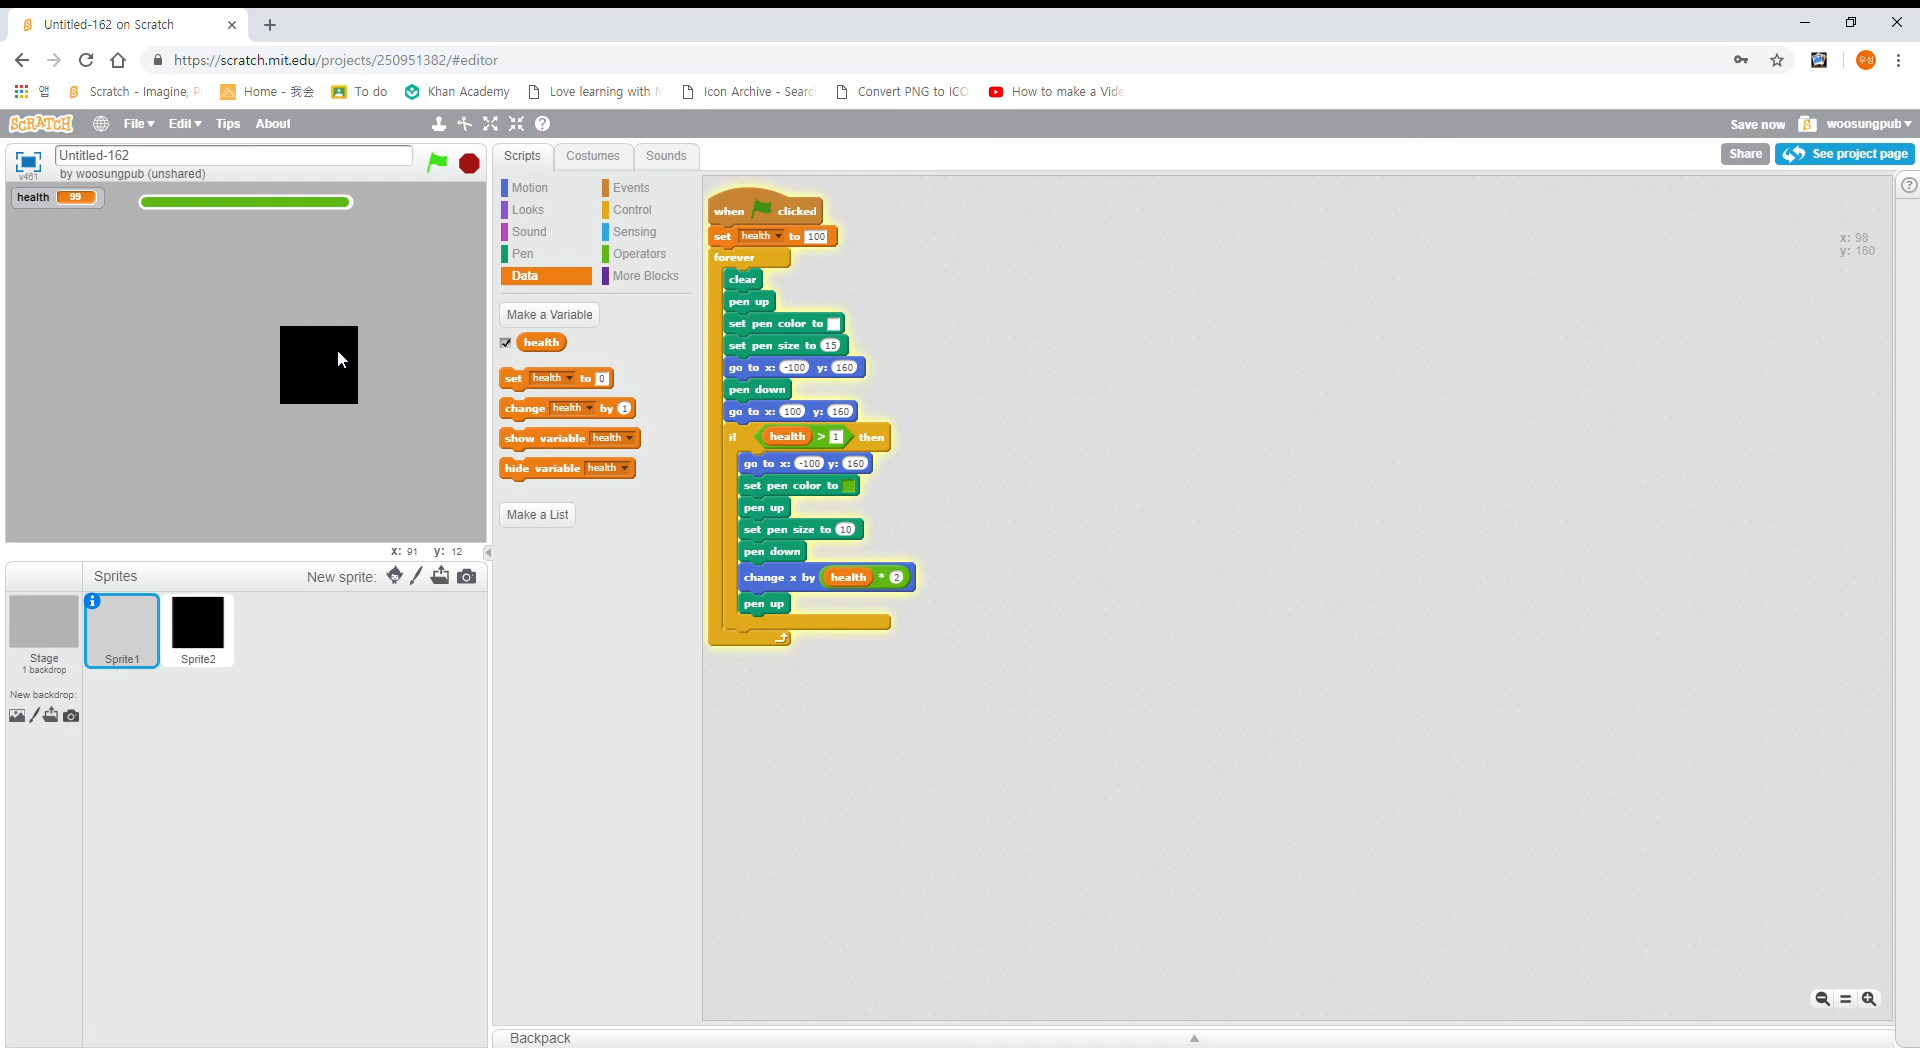 Untitled-162 on Scratch
https://scratch.mit.edu/projects/250951382/#editor
우성
앱
Scratch - Imagine, P
Home - 我会
To do
Khan Academy
Love learning with
Icon Archive - Searc
Convert PNG to ICO
How to make a Vide
SCRATCH
File
Edit
Tips
About
Save now
woosungpub
Untitled-162
by woosungpub (unshared)
v461
Scripts
Costumes
Sounds
Share
See project page
health 99
Motion
Events
Looks
Control
Sound
Sensing
Pen
Operators
Data
More Blocks
Make a Variable
health
set health to 0
change health by 1
show variable health
hide variable health
Make a List
when clicked
set health to 100
forever
clear
pen up
set pen color to
set pen size to 15
go to x: -100 y: 160
pen down
go to x: 100 y: 160
if health > 1 then
go to x: -100 y: 160
set pen color to
pen up
set pen size to 10
pen down
change x by health * 2
pen up
x: 98
y: 160
X: 91 y: 12
Sprites
New sprite:
Stage
1 backdrop
Sprite1
Sprite2
New backdrop:
Backpack